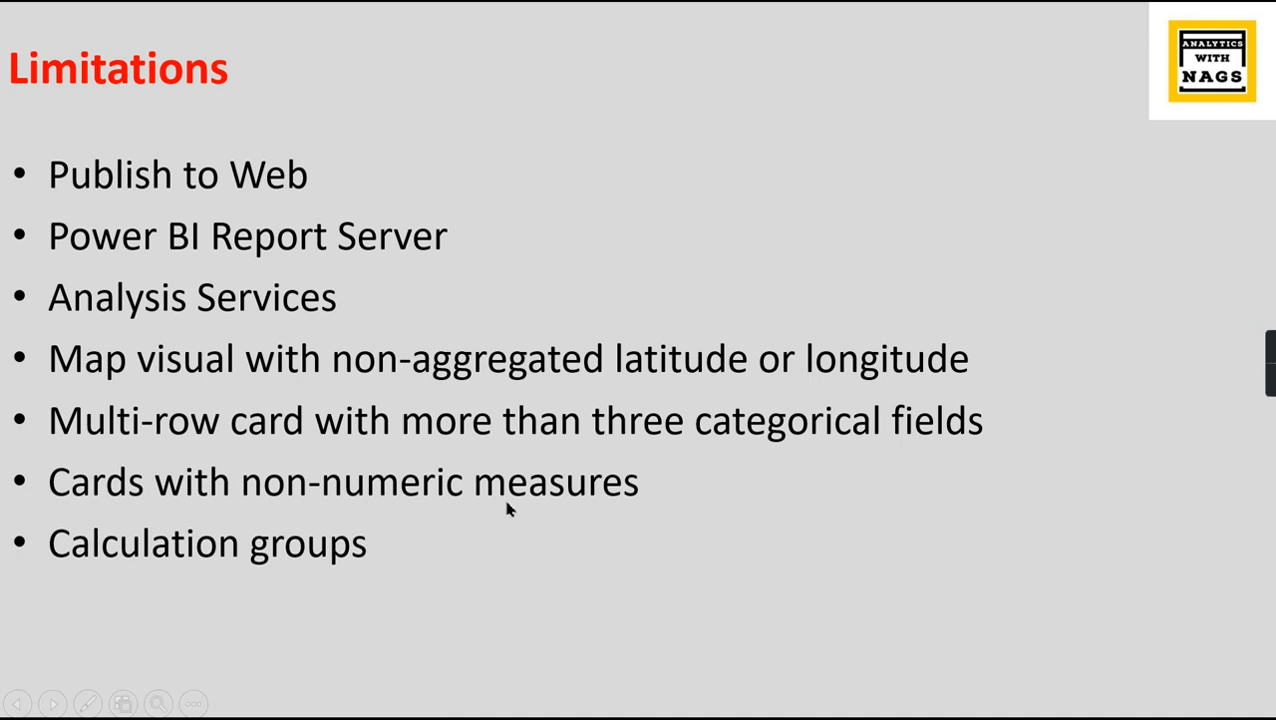 Limitations
ANALYTICS
WITH
NAGS
• Publish to Web
• Power BI Report Server
• Analysis Services
• Map visual with non-aggregated latitude or longitude
• Multi-row card with more than three categorical fields
• Cards with non-numeric measures
• Calculation groups